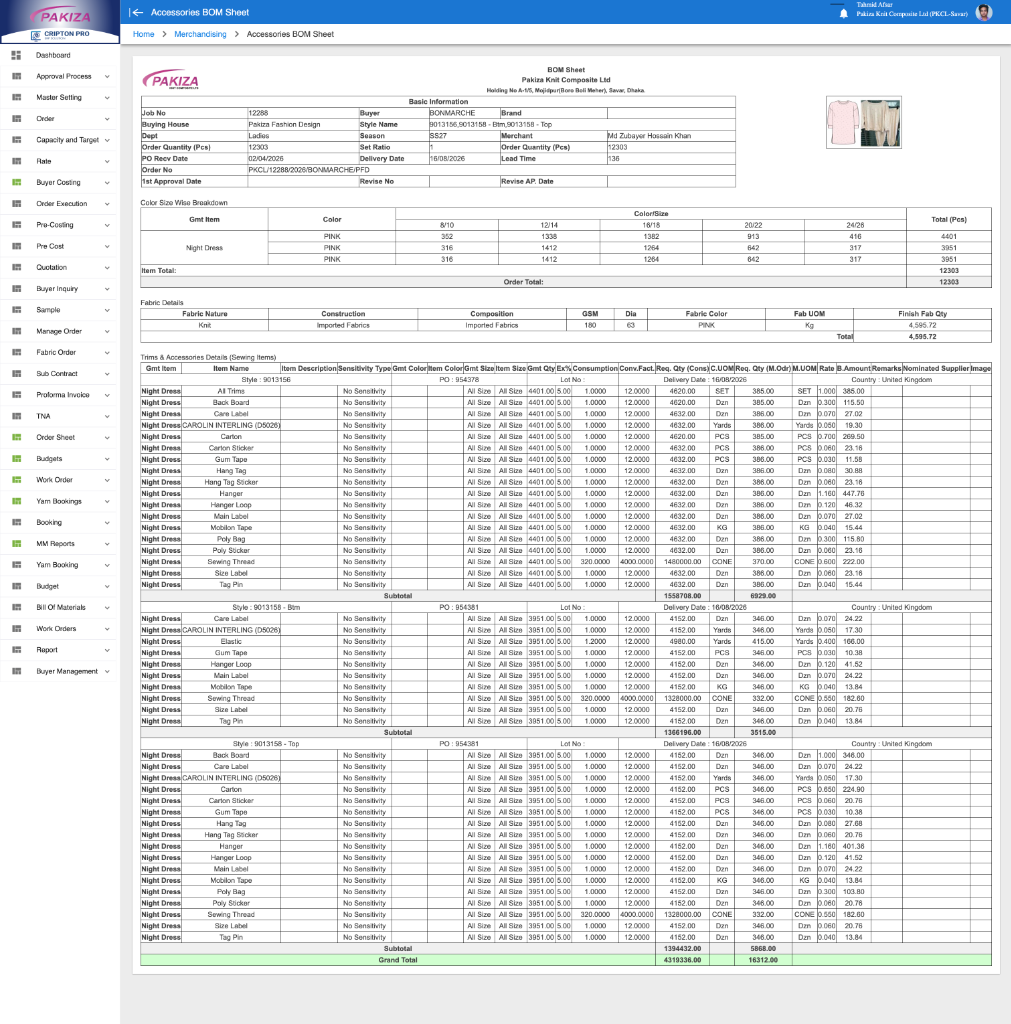 PAKIZA
CRIPTON PRO
Accessories BOM Sheet
Tahmid Afsar
Pakiza Knit Composite Ltd (PKCL-Savar)
Home > Merchandising > Accessories BOM Sheet
Dashboard
Approval Process
Master Setting
Order
Capacity and Target
Rate
Buyer Costing
Order Execution
Pre-Costing
Pre Cost
Quotation
Buyer Inquiry
Sample
Manage Order
Fabric Order
Sub Contract
Proforma Invoice
TNA
Order Sheet
Budgets
Work Order
Yarn Bookings
Booking
MM Reports
Yarn Booking
Budget
Bill Of Materials
Work Orders
Report
Buyer Management
PAKIZA
BOM Sheet
Pakiza Knit Composite Ltd
Holding No A-1/5, Mojidpur(Boro Boli Meher), Savar, Dhaka.
Basic Information
Job No 12288 Buyer BONMARCHE Brand
Buying House Pakiza Fashion Design Style Name 9013156,9013158 - Btm,9013158 - Top
Dept Ladies Season SS27 Merchant Md Zubayer Hossain Khan
Order Quantity (Pcs) 12303 Set Ratio 1 Order Quantity (Pcs) 12303
PO Recv Date 02/04/2026 Delivery Date 16/08/2026 Lead Time 136
Order No PKCL/12288/2026/BONMARCHE/PFD
1st Approval Date Revise No Revise AP. Date
Color Size Wise Breakdown
Gmt Item Color Color/Size Total (Pcs)
8/10 12/14 16/18 20/22 24/26
Night Dress PINK 352 1338 1382 913 416 4401
PINK 316 1412 1264 642 317 3951
PINK 316 1412 1264 642 317 3951
Item Total: 12303
Order Total: 12303
Fabric Details
Fabric Nature Construction Composition GSM Dia Fabric Color Fab UOM Finish Fab Qty
Knit Imported Fabrics Imported Fabrics 180 63 PINK Kg 4,595.72
Total 4,595.72
Trims & Accessories Details (Sewing Items)
Gmt Item Item Name Item Description Sensitivity Type Gmt Color Item Color Gmt Size Item Size Gmt Qty Ex% Consumption Conv.Fact. Req. Qty (Cons) C.UOM Req. Qty (M.Odr) M.UOM Rate B.Amount Remarks Nominated Supplier Image
Style : 9013156 PO : 954378 Lot No : Delivery Date : 16/08/2026 Country : United Kingdom
Night Dress All Trims No Sensitivity All Size All Size 4401.00 5.00 1.0000 12.0000 4620.00 SET 385.00 SET 1.000 385.00
Night Dress Back Board No Sensitivity All Size All Size 4401.00 5.00 1.0000 12.0000 4620.00 Dzn 385.00 Dzn 0.300 115.50
Night Dress Care Label No Sensitivity All Size All Size 4401.00 5.00 1.0000 12.0000 4632.00 Dzn 386.00 Dzn 0.070 27.02
Night Dress CAROLIN INTERLING (D5026) No Sensitivity All Size All Size 4401.00 5.00 1.0000 12.0000 4632.00 Yards 386.00 Yards 0.050 19.30
Night Dress Carton No Sensitivity All Size All Size 4401.00 5.00 1.0000 12.0000 4620.00 PCS 385.00 PCS 0.700 269.50
Night Dress Carton Sticker No Sensitivity All Size All Size 4401.00 5.00 1.0000 12.0000 4632.00 PCS 386.00 PCS 0.060 23.16
Night Dress Gum Tape No Sensitivity All Size All Size 4401.00 5.00 1.0000 12.0000 4632.00 PCS 386.00 PCS 0.030 11.58
Night Dress Hang Tag No Sensitivity All Size All Size 4401.00 5.00 1.0000 12.0000 4632.00 Dzn 386.00 Dzn 0.080 30.88
Night Dress Hang Tag Sticker No Sensitivity All Size All Size 4401.00 5.00 1.0000 12.0000 4632.00 Dzn 386.00 Dzn 0.060 23.16
Night Dress Hanger No Sensitivity All Size All Size 4401.00 5.00 1.0000 12.0000 4632.00 Dzn 386.00 Dzn 1.160 447.76
Night Dress Hanger Loop No Sensitivity All Size All Size 4401.00 5.00 1.0000 12.0000 4632.00 Dzn 386.00 Dzn 0.120 46.32
Night Dress Main Label No Sensitivity All Size All Size 4401.00 5.00 1.0000 12.0000 4632.00 Dzn 386.00 Dzn 0.070 27.02
Night Dress Mobilon Tape No Sensitivity All Size All Size 4401.00 5.00 1.0000 12.0000 4632.00 KG 386.00 KG 0.040 15.44
Night Dress Poly Bag No Sensitivity All Size All Size 4401.00 5.00 1.0000 12.0000 4632.00 Dzn 386.00 Dzn 0.300 115.80
Night Dress Poly Sticker No Sensitivity All Size All Size 4401.00 5.00 1.0000 12.0000 4632.00 Dzn 386.00 Dzn 0.060 23.16
Night Dress Sewing Thread No Sensitivity All Size All Size 4401.00 5.00 320.0000 4000.0000 1480000.00 CONE 370.00 CONE 0.600 222.00
Night Dress Size Label No Sensitivity All Size All Size 4401.00 5.00 1.0000 12.0000 4632.00 Dzn 386.00 Dzn 0.060 23.16
Night Dress Tag Pin No Sensitivity All Size All Size 4401.00 5.00 1.0000 12.0000 4632.00 Dzn 386.00 Dzn 0.040 15.44
Subtotal 1558708.00 6929.00
Style : 9013158 - Btm PO : 954381 Lot No : Delivery Date : 16/08/2026 Country : United Kingdom
Night Dress Care Label No Sensitivity All Size All Size 3951.00 5.00 1.0000 12.0000 4152.00 Dzn 346.00 Dzn 0.070 24.22
Night Dress CAROLIN INTERLING (D5026) No Sensitivity All Size All Size 3951.00 5.00 1.0000 12.0000 4152.00 Yards 346.00 Yards 0.050 17.30
Night Dress Elastic No Sensitivity All Size All Size 3951.00 5.00 1.2000 12.0000 4980.00 Yards 415.00 Yards 0.400 166.00
Night Dress Gum Tape No Sensitivity All Size All Size 3951.00 5.00 1.0000 12.0000 4152.00 PCS 346.00 PCS 0.030 10.38
Night Dress Hanger Loop No Sensitivity All Size All Size 3951.00 5.00 1.0000 12.0000 4152.00 Dzn 346.00 Dzn 0.120 41.52
Night Dress Main Label No Sensitivity All Size All Size 3951.00 5.00 1.0000 12.0000 4152.00 Dzn 346.00 Dzn 0.070 24.22
Night Dress Mobilon Tape No Sensitivity All Size All Size 3951.00 5.00 1.0000 12.0000 4152.00 KG 346.00 KG 0.040 13.84
Night Dress Sewing Thread No Sensitivity All Size All Size 3951.00 5.00 320.0000 4000.0000 1328000.00 CONE 332.00 CONE 0.550 182.60
Night Dress Size Label No Sensitivity All Size All Size 3951.00 5.00 1.0000 12.0000 4152.00 Dzn 346.00 Dzn 0.060 20.76
Night Dress Tag Pin No Sensitivity All Size All Size 3951.00 5.00 1.0000 12.0000 4152.00 Dzn 346.00 Dzn 0.040 13.84
Subtotal 1366196.00 3515.00
Style : 9013158 - Top PO : 954381 Lot No : Delivery Date : 16/08/2026 Country : United Kingdom
Night Dress Back Board No Sensitivity All Size All Size 3951.00 5.00 1.0000 12.0000 4152.00 Dzn 346.00 Dzn 1.000 346.00
Night Dress Care Label No Sensitivity All Size All Size 3951.00 5.00 1.0000 12.0000 4152.00 Dzn 346.00 Dzn 0.070 24.22
Night Dress CAROLIN INTERLING (D5026) No Sensitivity All Size All Size 3951.00 5.00 1.0000 12.0000 4152.00 Yards 346.00 Yards 0.050 17.30
Night Dress Carton No Sensitivity All Size All Size 3951.00 5.00 1.0000 12.0000 4152.00 PCS 346.00 PCS 0.650 224.90
Night Dress Carton Sticker No Sensitivity All Size All Size 3951.00 5.00 1.0000 12.0000 4152.00 PCS 346.00 PCS 0.060 20.76
Night Dress Gum Tape No Sensitivity All Size All Size 3951.00 5.00 1.0000 12.0000 4152.00 PCS 346.00 PCS 0.030 10.38
Night Dress Hang Tag No Sensitivity All Size All Size 3951.00 5.00 1.0000 12.0000 4152.00 Dzn 346.00 Dzn 0.080 27.68
Night Dress Hang Tag Sticker No Sensitivity All Size All Size 3951.00 5.00 1.0000 12.0000 4152.00 Dzn 346.00 Dzn 0.060 20.76
Night Dress Hanger No Sensitivity All Size All Size 3951.00 5.00 1.0000 12.0000 4152.00 Dzn 346.00 Dzn 1.160 401.36
Night Dress Hanger Loop No Sensitivity All Size All Size 3951.00 5.00 1.0000 12.0000 4152.00 Dzn 346.00 Dzn 0.120 41.52
Night Dress Main Label No Sensitivity All Size All Size 3951.00 5.00 1.0000 12.0000 4152.00 Dzn 346.00 Dzn 0.070 24.22
Night Dress Mobilon Tape No Sensitivity All Size All Size 3951.00 5.00 1.0000 12.0000 4152.00 KG 346.00 KG 0.040 13.84
Night Dress Poly Bag No Sensitivity All Size All Size 3951.00 5.00 1.0000 12.0000 4152.00 Dzn 346.00 Dzn 0.300 103.80
Night Dress Poly Sticker No Sensitivity All Size All Size 3951.00 5.00 1.0000 12.0000 4152.00 Dzn 346.00 Dzn 0.060 20.76
Night Dress Sewing Thread No Sensitivity All Size All Size 3951.00 5.00 320.0000 4000.0000 1328000.00 CONE 332.00 CONE 0.550 182.60
Night Dress Size Label No Sensitivity All Size All Size 3951.00 5.00 1.0000 12.0000 4152.00 Dzn 346.00 Dzn 0.060 20.76
Night Dress Tag Pin No Sensitivity All Size All Size 3951.00 5.00 1.0000 12.0000 4152.00 Dzn 346.00 Dzn 0.040 13.84
Subtotal 1394432.00 5868.00
Grand Total 4319336.00 16312.00